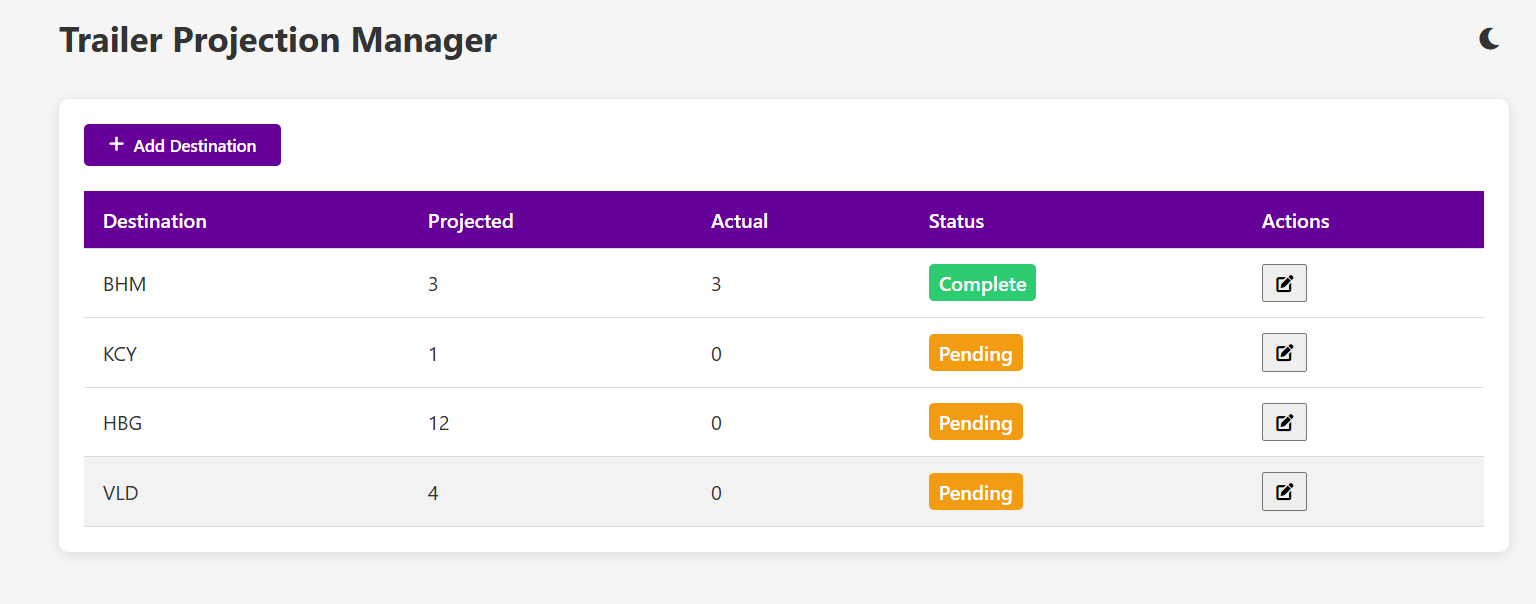 Trailer Projection Manager
Add Destination
Destination Projected Actual Status Actions
BHM 3 3 Complete
KCY 1 0 Pending
HBG 12 0 Pending
VLD 4 0 Pending